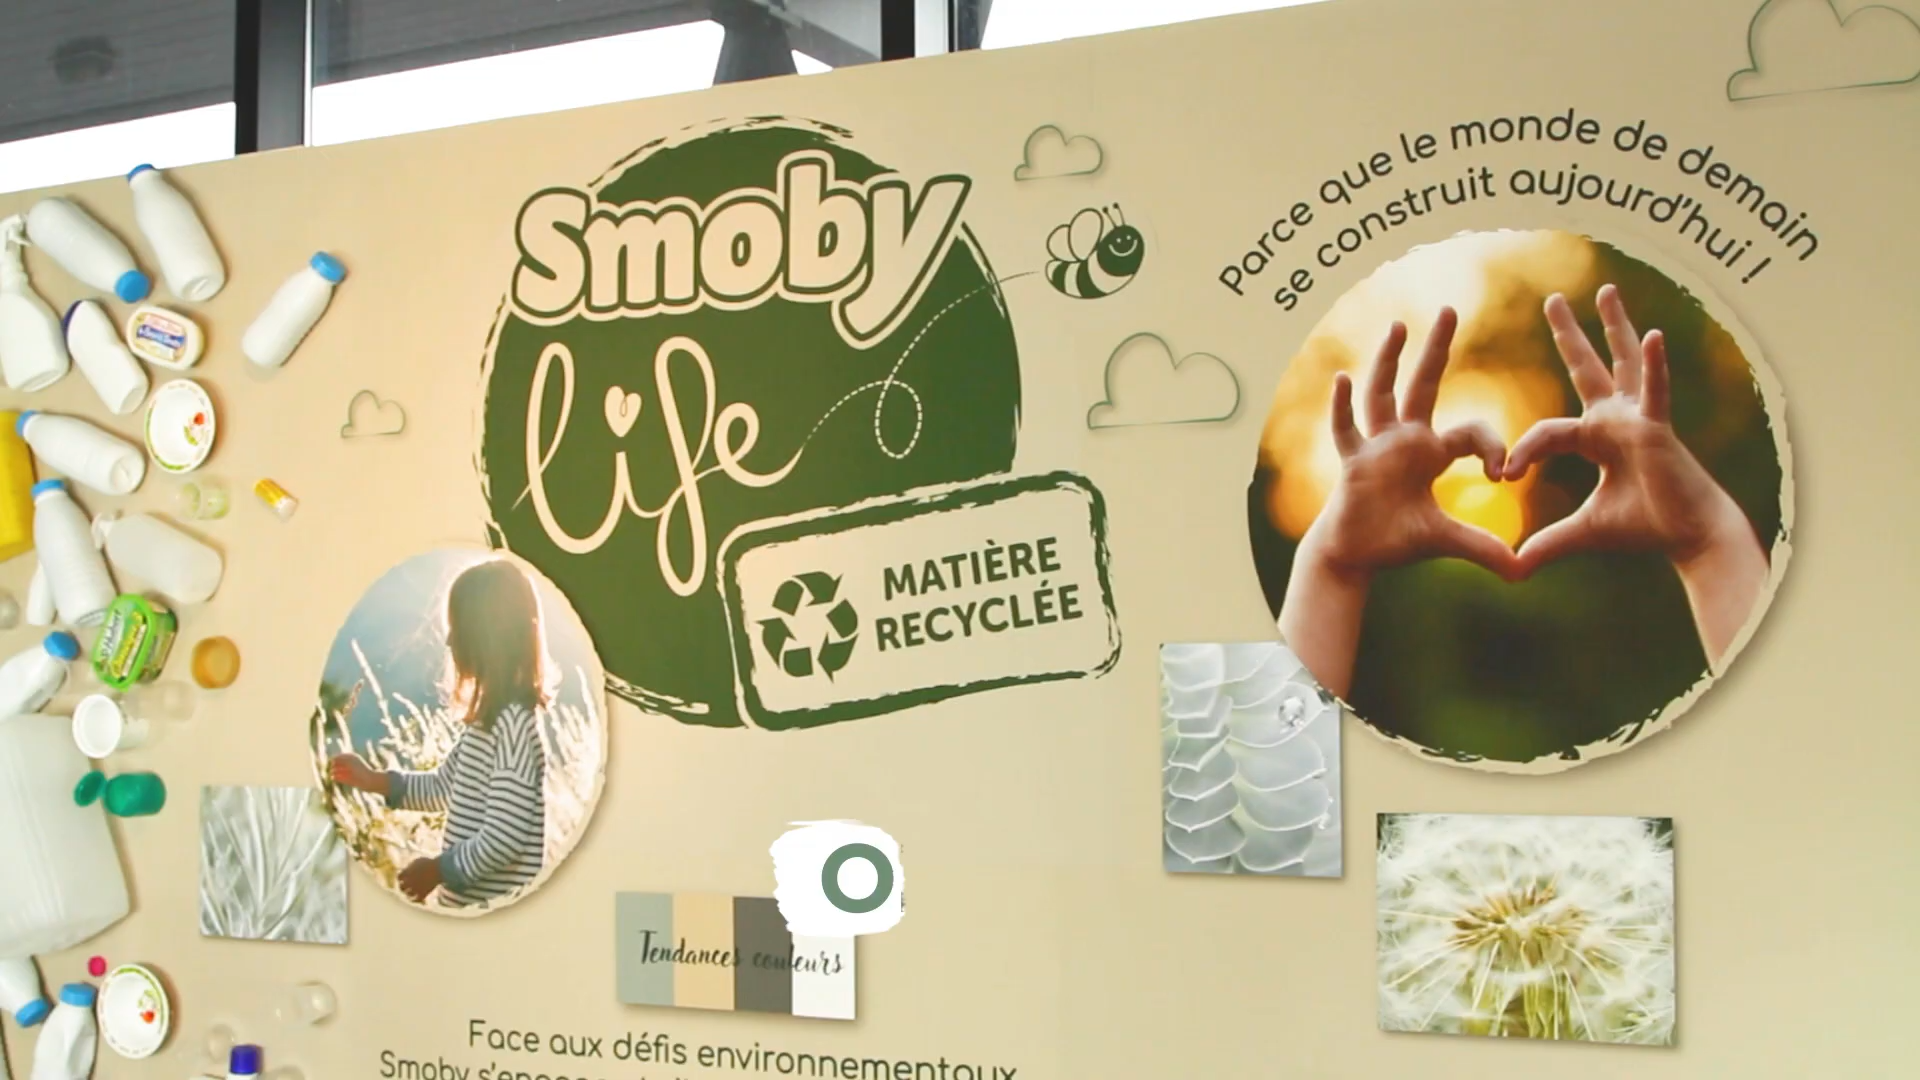 Smoby
life
MATIÈRE
RECYCLÉE
Parce que le monde de demain
se construit aujourd'hui !
O
Tendances couleurs
Face aux défis environnementaux
Smoby